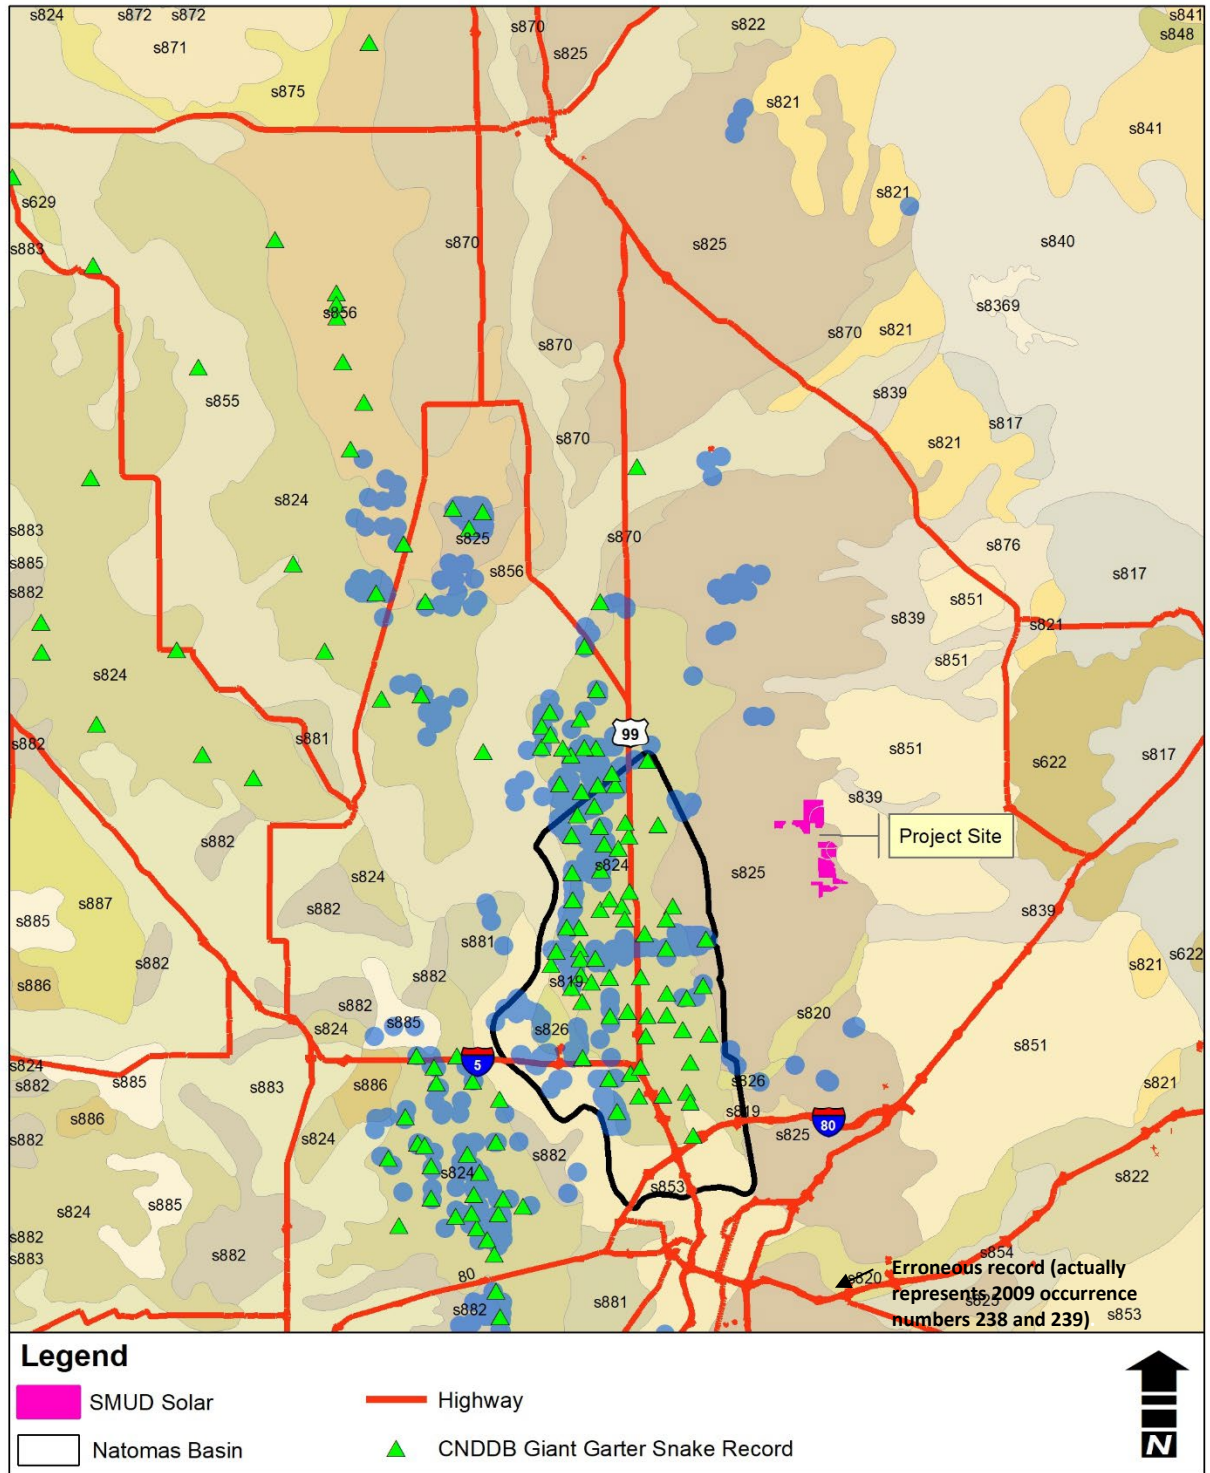 s824
s872
s872
s871
s875
s870
s825
s822
s841
s848
s821
s841
s629
s883
s870
s825
s821
s840
s856
s8369
s870
s870
s821
s855
s839
s817
s870
s821
s824
s883
s825
s870
s876
s885
s856
s817
s882
s851
s839
s821
s851
s824
s882
s881
99
s851
s622
s817
s839
s882
Project Site
s824
s825
s824
s887
s882
s839
s885
s881
s882
s882
s821
s622
s886
s819
s882
s885
s826
s824
s820
s851
5
s824
s882
s885
s883
s886
s826
s821
s886
s819
80
s882
s824
s825
s882
s824
s822
s885
s853
s824
s882
s882
s883
s854
80
s820
Erroneous record (actually
represents 2009 occurrence
numbers 238 and 239)
s825
s882
s881
s853
Legend
SMUD Solar
Highway
Natomas Basin
CNDDB Giant Garter Snake Record
N